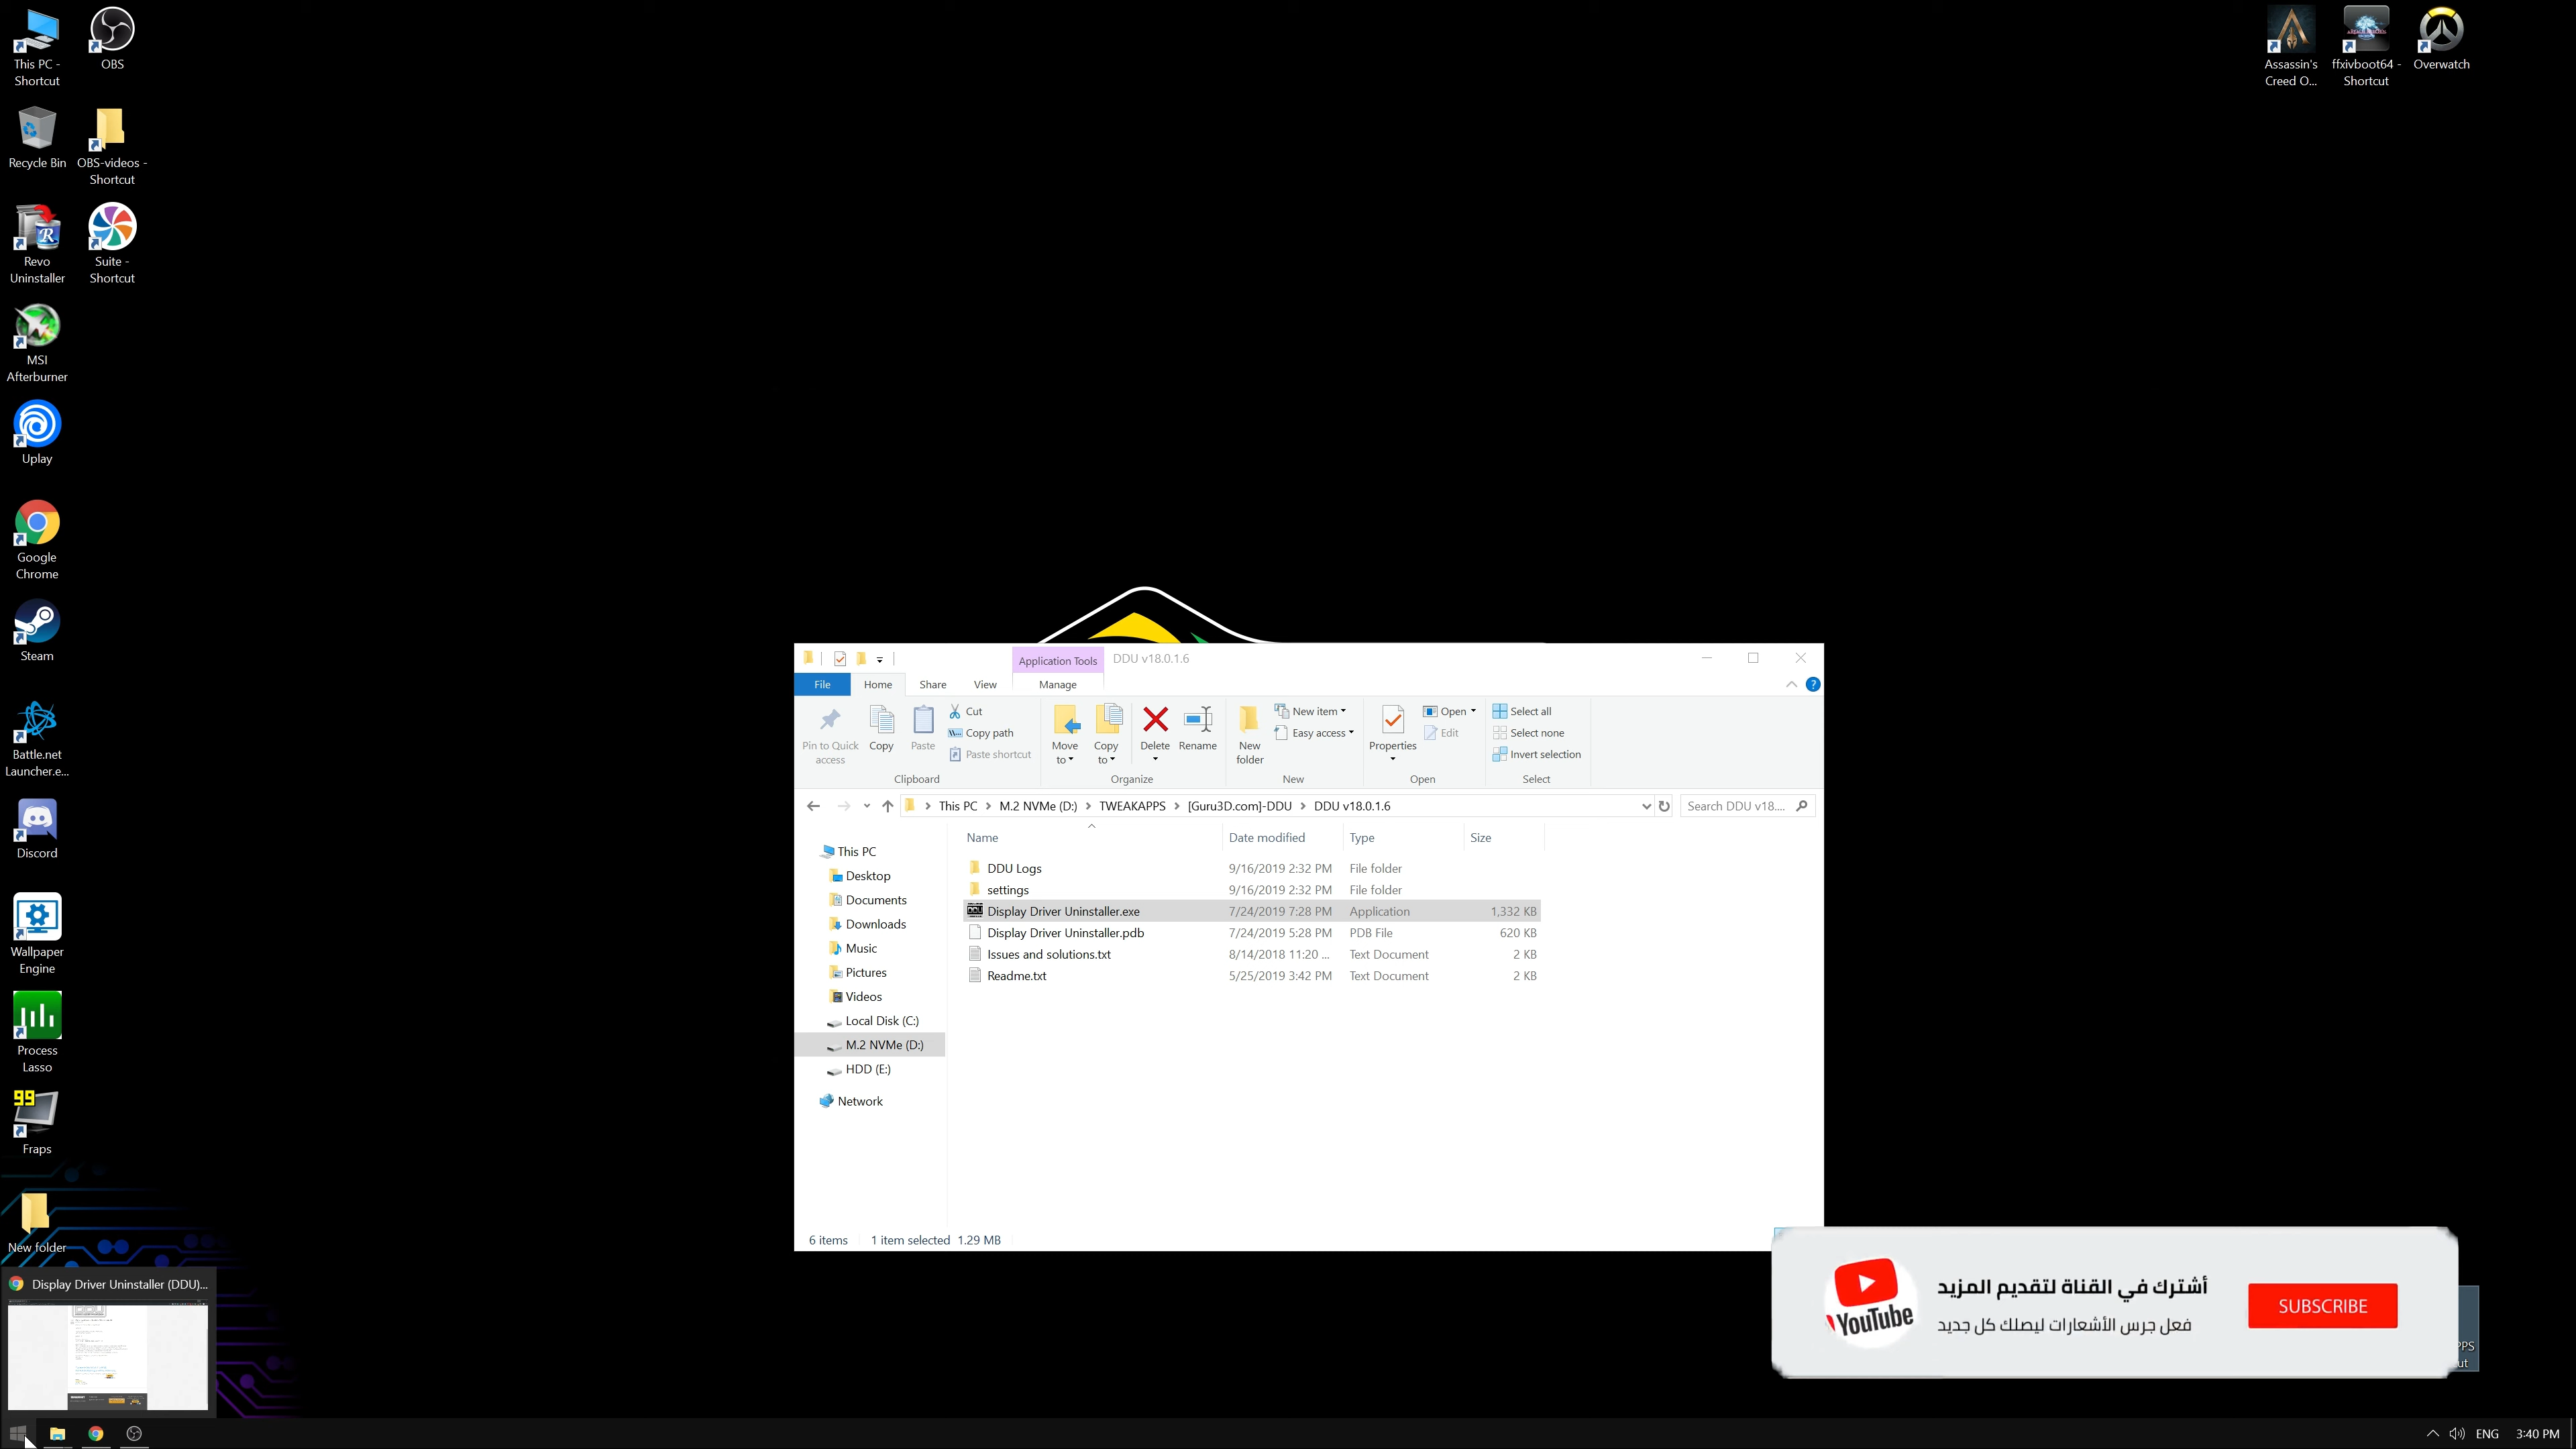 This PC -
Shortcut
OBS
Recycle Bin
OBS-videos -
Shortcut
Revo
Uninstaller
Suite -
Shortcut
MSI
Afterburner
Uplay
Google
Chrome
Steam
Battle.net
Launcher.e...
Discord
Wallpaper
Engine
Process
Lasso
99
Fraps
New folder
Assassin's
Creed O...
ffxivboot64 -
Shortcut
Overwatch
Application Tools
DDU v18.0.1.6
File
Home
Share
View
Manage
Pin to Quick
access
Copy
Paste
Cut
Copy path
Paste shortcut
Clipboard
Move
to
Copy
to
Delete
Rename
Organize
New
folder
New item
Easy access
New
Properties
Open
Edit
Open
Select all
Select none
Invert selection
Select
This PC > M.2 NVMe (D:) > TWEAKAPPS > [Guru3D.com]-DDU > DDU v18.0.1.6
Search DDU v18....
This PC
Desktop
Documents
Downloads
Music
Pictures
Videos
Local Disk (C:)
M.2 NVMe (D:)
HDD (E:)
Network
Name Date modified Type Size
DDU Logs 9/16/2019 2:32 PM File folder
settings 9/16/2019 2:32 PM File folder
Display Driver Uninstaller.exe 7/24/2019 7:28 PM Application 1,332 KB
Display Driver Uninstaller.pdb 7/24/2019 5:28 PM PDB File 620 KB
Issues and solutions.txt 8/14/2018 11:20 ... Text Document 2 KB
Readme.txt 5/25/2019 3:42 PM Text Document 2 KB
6 items 1 item selected 1.29 MB
Display Driver Uninstaller (DDU)...
YouTube
أشترك في القناة لتقديم المزيد
فعل جرس الأشعارات ليصلك كل جديد
SUBSCRIBE
ENG
3:40 PM